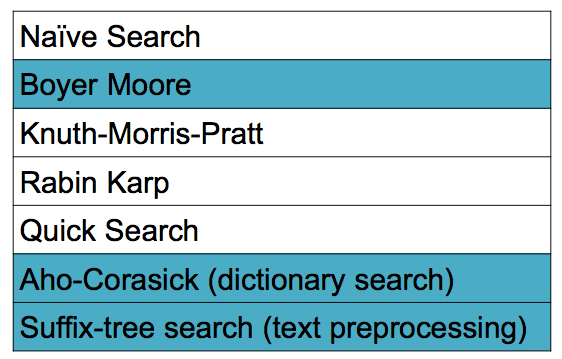 Naïve Search
Boyer Moore
Knuth-Morris-Pratt
Rabin Karp
Quick Search
Aho-Corasick (dictionary search)
Suffix-tree search (text preprocessing)